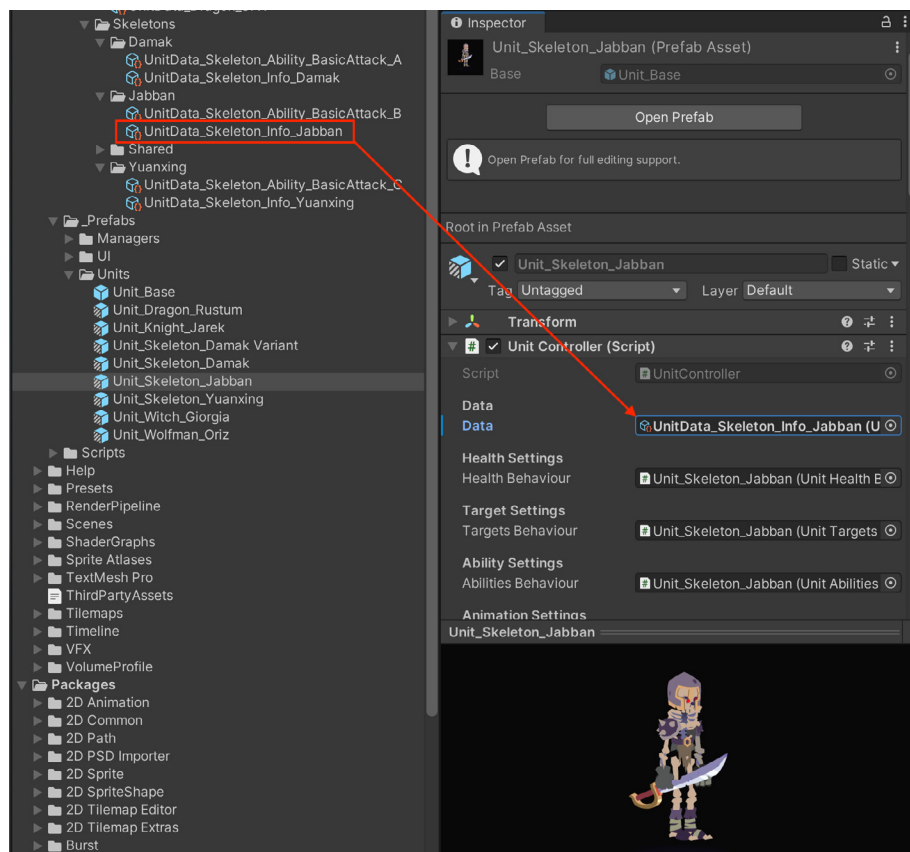 Skeletons
Damak
UnitData_Skeleton_Ability_BasicAttack_A
UnitData_Skeleton_Info_Damak
Jabban
UnitData_Skeleton_Ability_BasicAttack_B
UnitData_Skeleton_Info_Jabban
Shared
Yuanxing
UnitData_Skeleton_Ability_BasicAttack_C
UnitData_Skeleton_Info_Yuanxing
_Prefabs
Managers
UI
Units
Unit_Base
Unit_Dragon_Rustum
Unit_Knight_Jarek
Unit_Skeleton_Damak Variant
Unit_Skeleton_Damak
Unit_Skeleton_Jabban
Unit_Skeleton_Yuanxing
Unit_Witch_Giorgia
Unit_Wolfman_Oriz
Scripts
Help
Presets
RenderPipeline
Scenes
ShaderGraphs
Sprite Atlases
TextMesh Pro
ThirdPartyAssets
Tilemaps
Timeline
VFX
VolumeProfile
Packages
2D Animation
2D Common
2D Path
2D PSD Importer
2D Sprite
2D SpriteShape
2D Tilemap Editor
2D Tilemap Extras
Burst
Inspector
Unit_Skeleton_Jabban (Prefab Asset)
Base Unit_Base
Open Prefab
Open Prefab for full editing support.
Root in Prefab Asset
Unit_Skeleton_Jabban Static
Tag Untagged Layer Default
Transform
# Unit Controller (Script)
Script # UnitController
Data
Data UnitData_Skeleton_Info_Jabban (U
Health Settings
Health Behaviour # Unit_Skeleton_Jabban (Unit Health B
Target Settings
Targets Behaviour # Unit_Skeleton_Jabban (Unit Targets
Ability Settings
Abilities Behaviour # Unit_Skeleton_Jabban (Unit Abilities
Animation Settings
Unit_Skeleton_Jabban